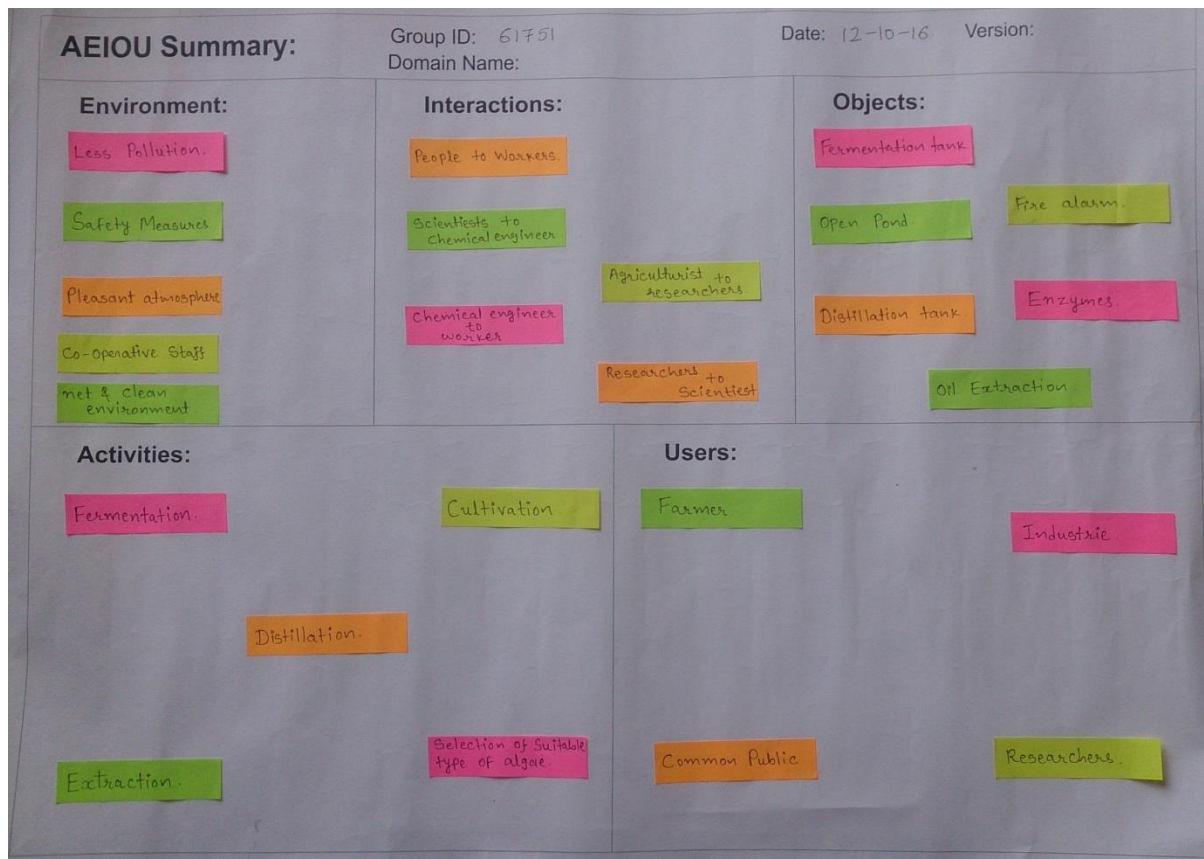 AEIOU Summary:
Group ID: 61751
Domain Name:
Date: 12-10-16
Version:
Environment:
Less Pollution.
Safety Measures
Pleasant atmosphere
Co-operative Staff
net & clean
environment
Interactions:
People to Workers.
Scientiests to
Chemical engineer
Agriculturist to
researchers
Chemical engineer
to
worker
Researchers to
Scientiest
Objects:
Fermentation tank
Fire alarm.
Open Pond
Enzymes.
Distillation tank
Oil Extraction
Activities:
Fermentation.
Cultivation
Distillation.
Selection of Suitable
type of algae.
Extraction.
Users:
Farmer
Industrie
Common Public
Researchers.